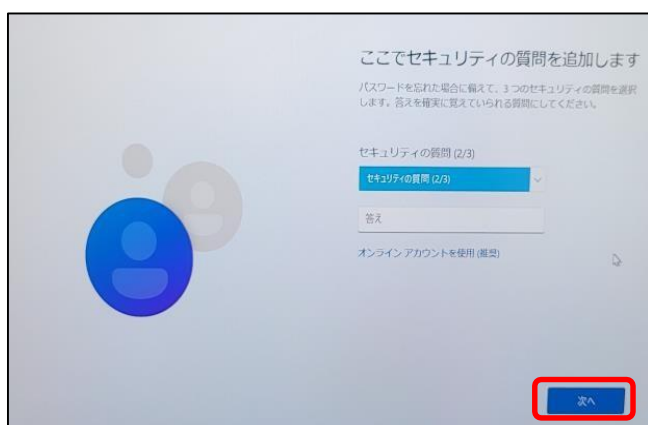 ここでセキュリティの質問を追加します
パスワードを忘れた場合に備えて、3 つのセキュリティの質問を選択
します。答えを確実に覚えていられる質問にしてください。
セキュリティの質問 (2/3)
セキュリティの質問 (2/3)
答え
オンライン アカウントを使用 (推奨)
次へ